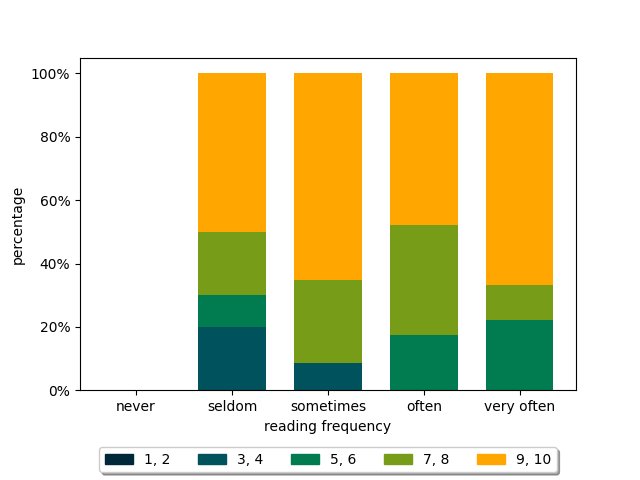 100%
80%
60%
40%
20%
0%
percentage
never seldom sometimes often very often
reading frequency
1, 2 3, 4 5, 6 7, 8 9, 10